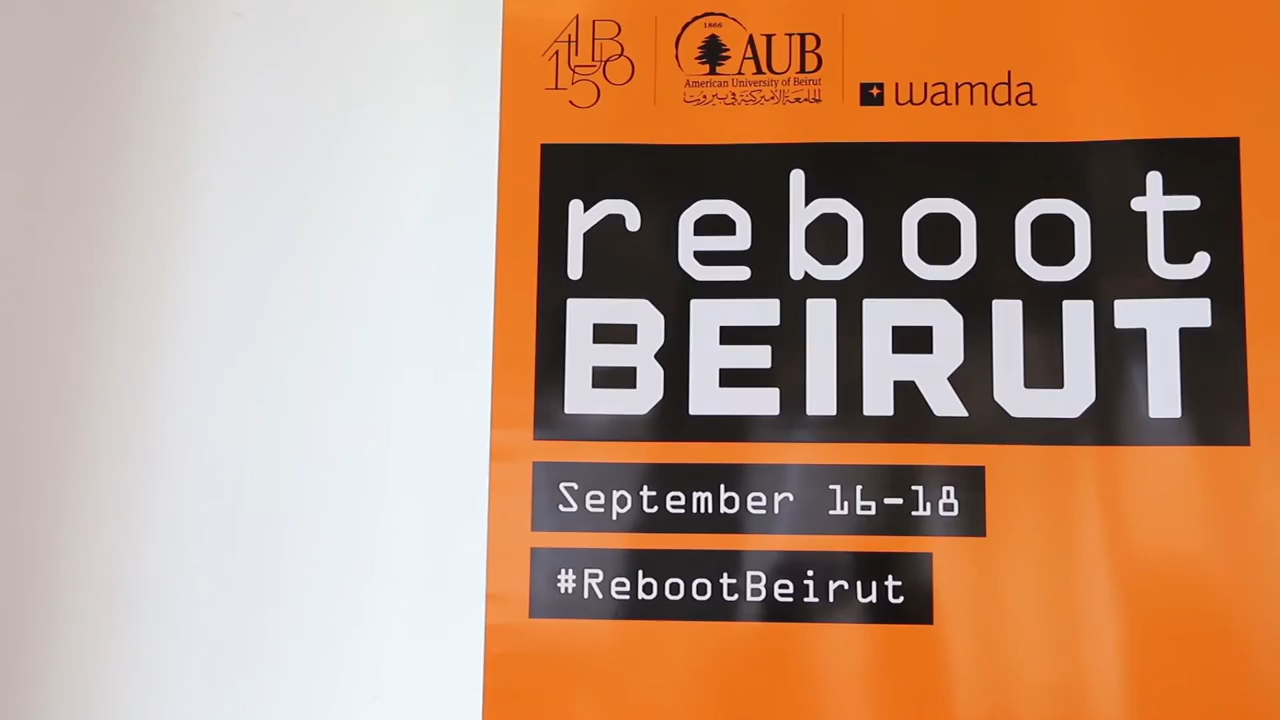 AUB
150
1866
AUB
American University of Beirut
الجامعة الأميركية في بيروت
wamda
reboot
BEIRUT
September 16-18
#RebootBeirut